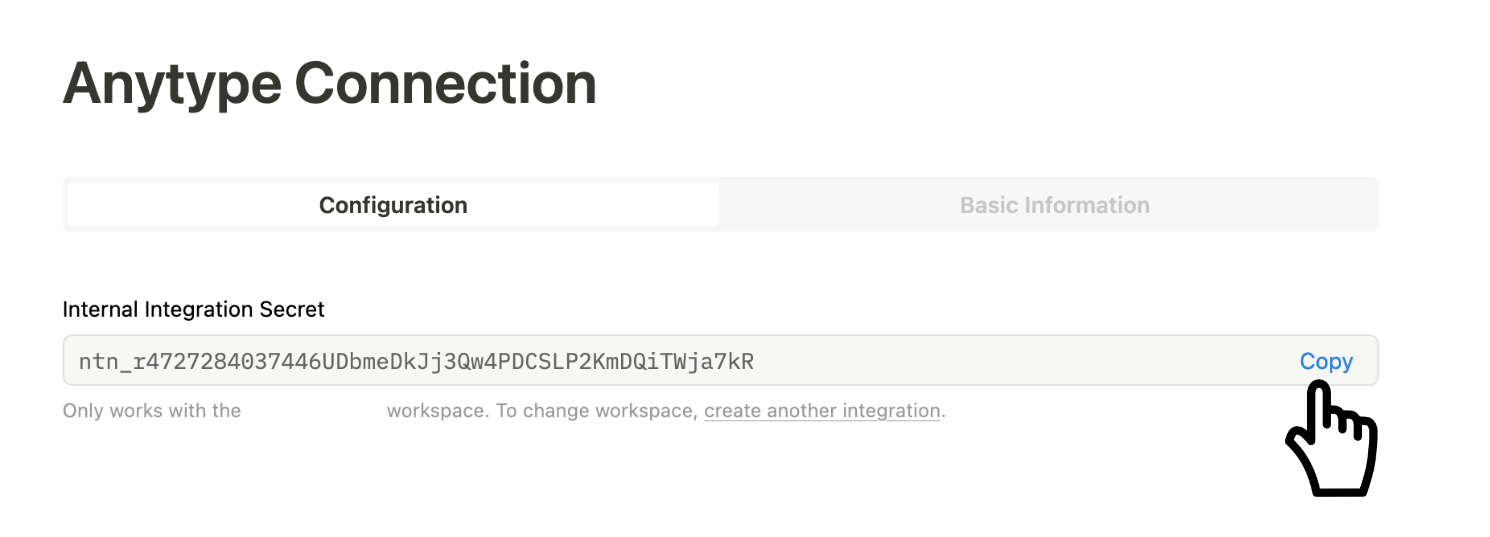 Anytype Connection
Configuration
Basic Information
Internal Integration Secret
ntn_r4727284037446UDbmeDkJj3Qw4PDCSLP2KmDQiTWja7kR
Copy
Only works with the workspace. To change workspace, create another integration.